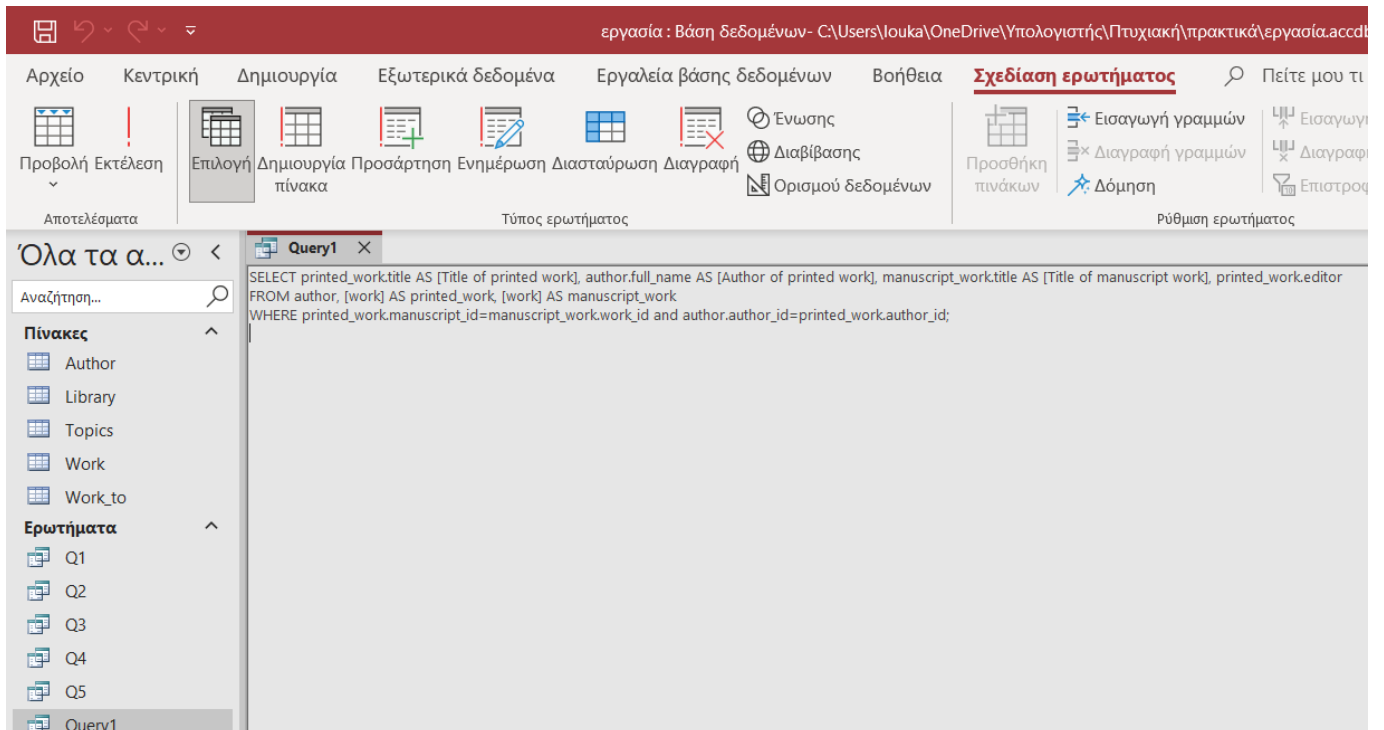 εργασία : Βάση δεδομένων- C:\Users\louka\OneDrive\Υπολογιστής\Πτυχιακή\πρακτικά\εργασία.accdb
Αρχείο Κεντρική Δημιουργία Εξωτερικά δεδομένα Εργαλεία βάσης δεδομένων Βοήθεια Σχεδίαση ερωτήματος Πείτε μου τι
Προβολή Εκτέλεση Επιλογή Δημιουργία πίνακα Προσάρτηση Ενημέρωση Διασταύρωση Διαγραφή
Ένωσης
Διαβίβασης
Ορισμού δεδομένων
Προσθήκη πινάκων
Εισαγωγή γραμμών
Διαγραφή γραμμών
Δόμηση
Αποτελέσματα Τύπος ερωτήματος Ρύθμιση ερωτήματος
Όλα τα α...
Αναζήτηση...
Πίνακες
Author
Library
Topics
Work
Work_to
Ερωτήματα
Q1
Q2
Q3
Q4
Q5
Query1
Query1
SELECT printed_work.title AS [Title of printed work], author.full_name AS [Author of printed work], manuscript_work.title AS [Title of manuscript work], printed_work.editor
FROM author, [work] AS printed_work, [work] AS manuscript_work
WHERE printed_work.manuscript_id=manuscript_work.work_id and author.author_id=printed_work.author_id;